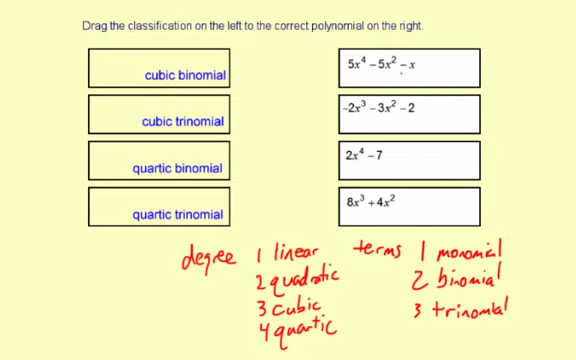 Drag the classification on the left to the correct polynomial on the right.
cubic binomial
5x⁴ – 5x² – x
cubic trinomial
-2x³ – 3x² – 2
quartic binomial
2x⁴ – 7
quartic trinomial
8x³ + 4x²
degree 1 linear terms 1 monomial
2 quadratic 2 binomial
3 cubic 3 trinomial
4 quartic